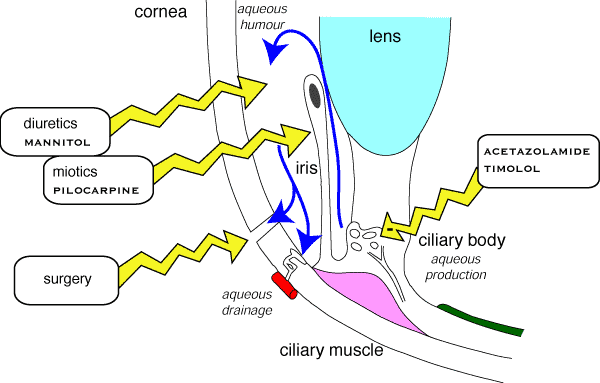 cornea
aqueous
humour
lens
diuretics
MANNITOL
miotics
PILOCARPINE
iris
ACETAZOLAMIDE
TIMOLOL
ciliary body
aqueous
production
surgery
aqueous
drainage
ciliary muscle